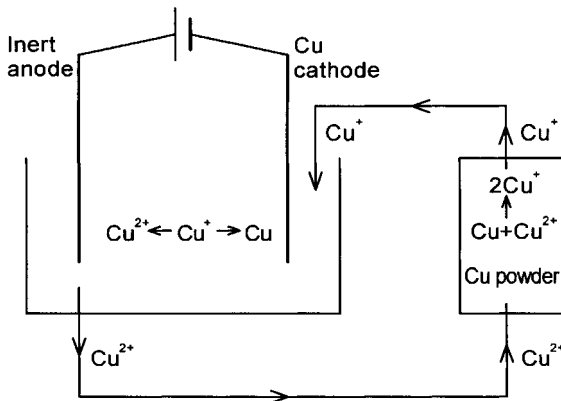 Inert
anode
Cu
cathode
Cu⁺
Cu⁺
2Cu⁺
Cu²⁺ ← Cu⁺ → Cu
Cu+Cu²⁺
Cu powder
Cu²⁺
Cu²⁺